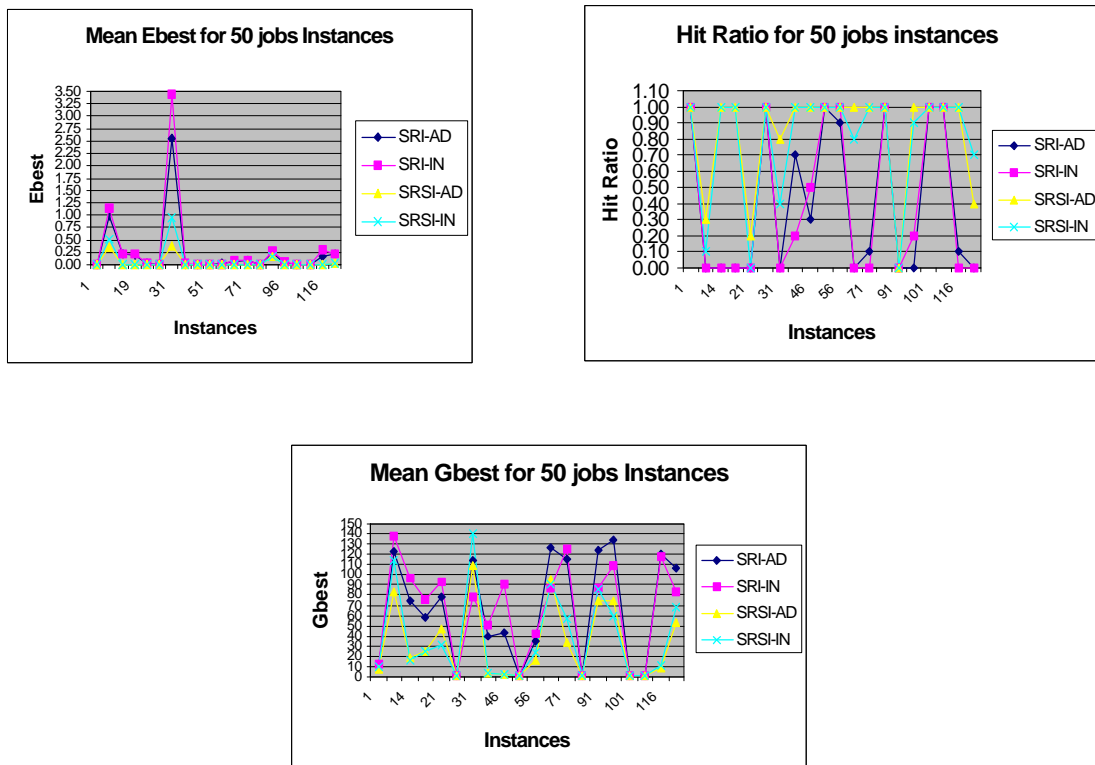 Mean Ebest for 50 jobs Instances
3.50
3.25
3.00
2.75
2.50
2.25
2.00
1.75
1.50
1.25
1.00
0.75
0.50
0.25
0.00
Ebest
1 19 31 51 71 96 116
Instances
SRI-AD
SRI-IN
SRSI-AD
SRSI-IN
Hit Ratio for 50 jobs instances
1.10
1.00
0.90
0.80
0.70
0.60
0.50
0.40
0.30
0.20
0.10
0.00
Hit Ratio
1 14 21 31 46 56 71 91 101 116
Instances
SRI-AD
SRI-IN
SRSI-AD
SRSI-IN
Mean Gbest for 50 jobs Instances
150
140
130
120
110
100
90
80
70
60
50
40
30
20
10
0
Gbest
1 14 21 31 46 56 71 91 101 116
Instances
SRI-AD
SRI-IN
SRSI-AD
SRSI-IN